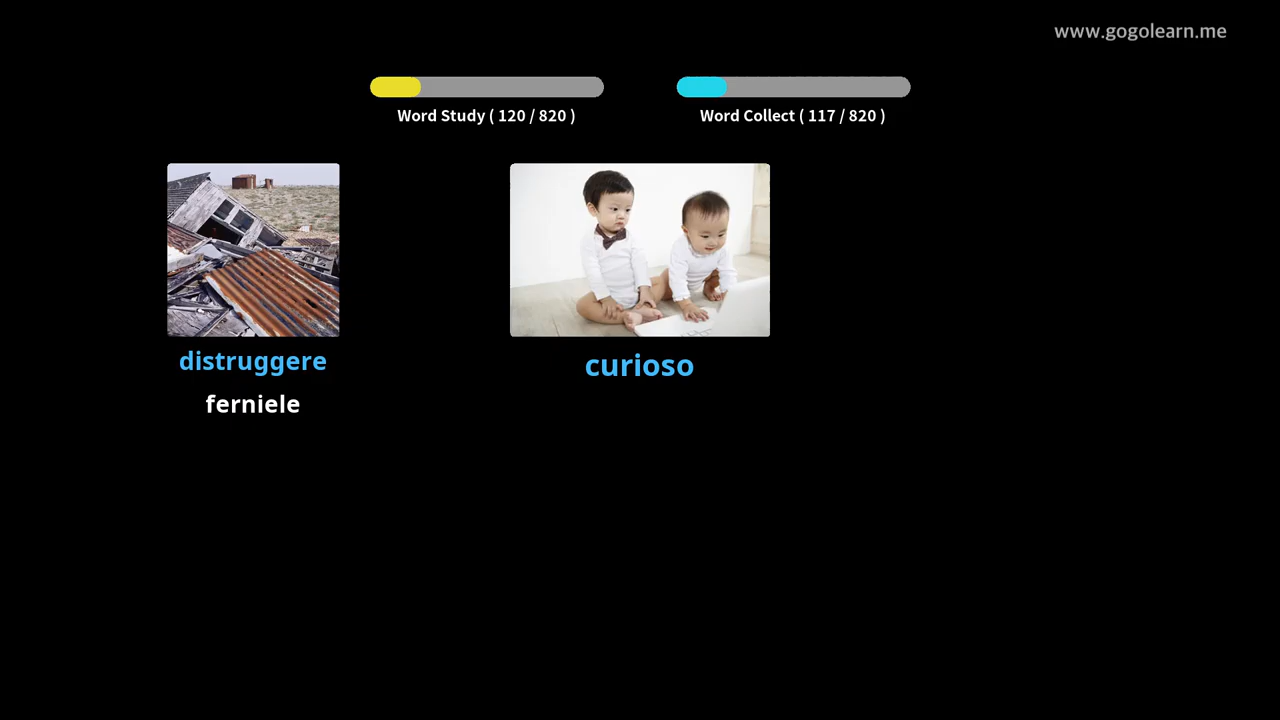 www.gogolearn.me
Word Study ( 120 / 820 )
Word Collect ( 117 / 820 )
distruggere
ferniele
curioso